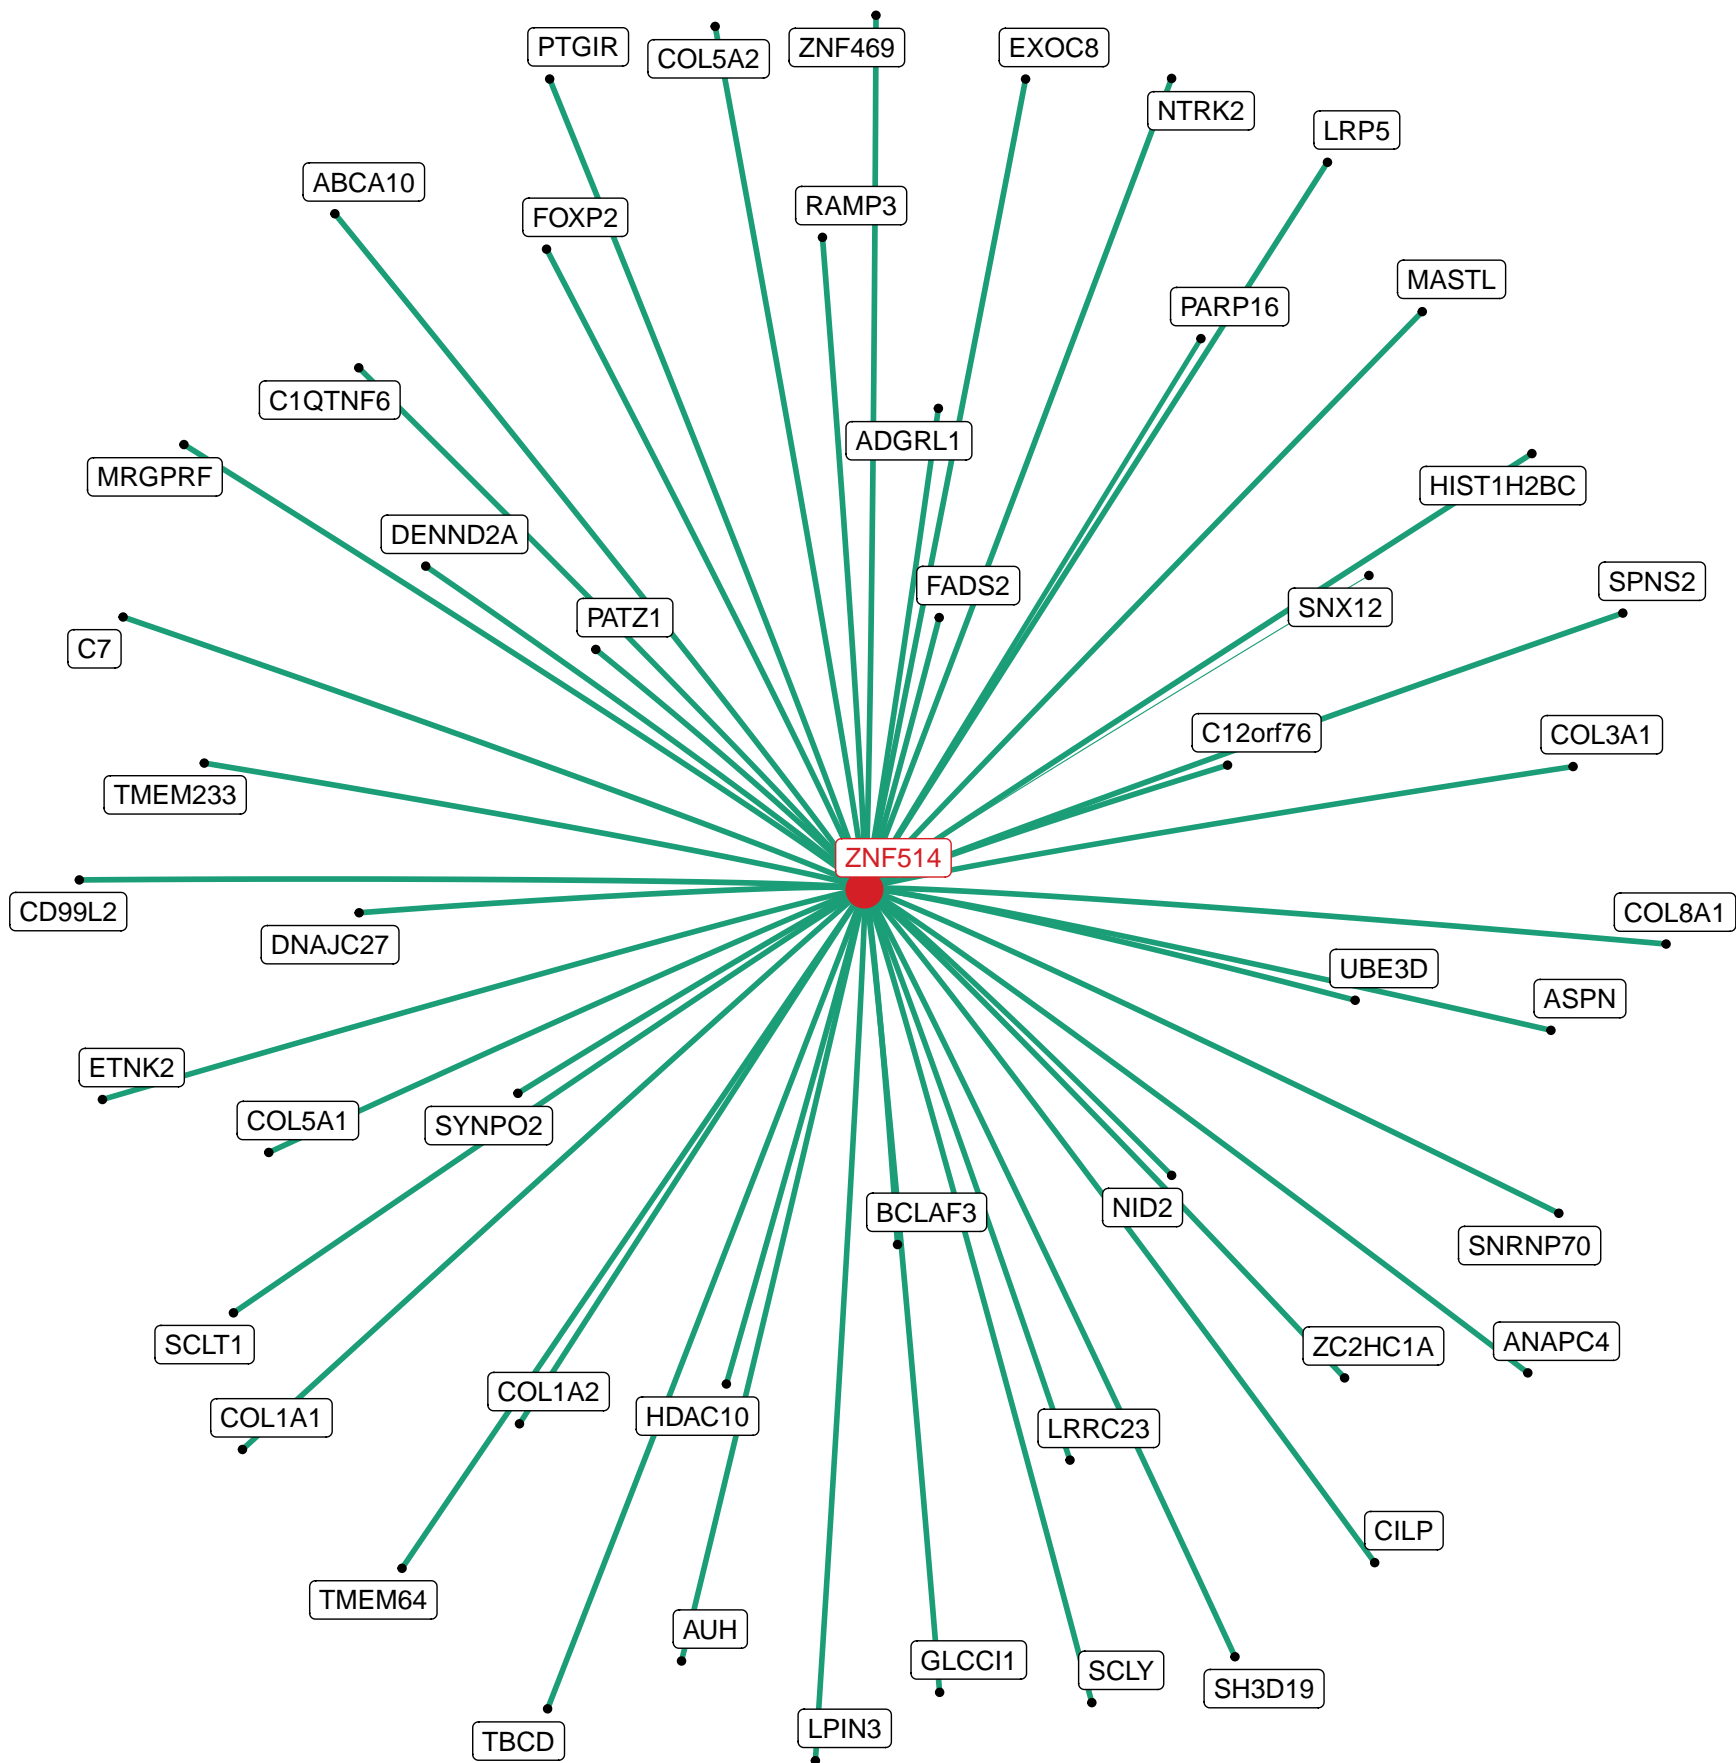 PTGIR
COL5A2
ZNF469
EXOC8
NTRK2
LRP5
ABCA10
FOXP2
RAMP3
MASTL
PARP16
C1QTNF6
ADGRL1
MRGPRF
HIST1H2BC
DENND2A
FADS2
SPNS2
SNX12
PATZ1
C7
C12orf76
COL3A1
TMEM233
ZNF514
CD99L2
COL8A1
DNAJC27
UBE3D
ASPN
ETNK2
COL5A1
SYNPO2
NID2
BCLAF3
SNRNP70
SCLT1
ZC2HC1A
ANAPC4
COL1A2
COL1A1
HDAC10
LRRC23
CILP
TMEM64
AUH
GLCCI1
SCLY
SH3D19
LPIN3
TBCD